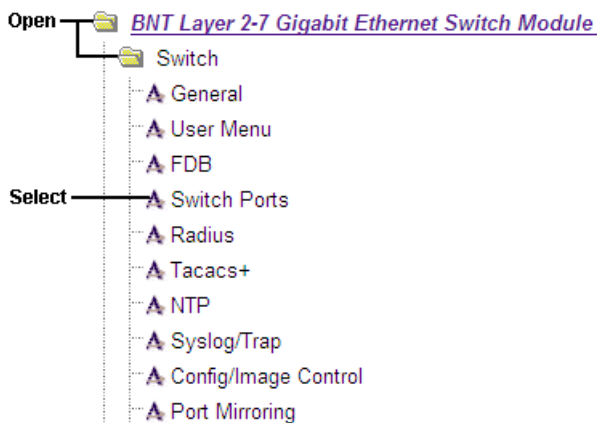 Open BNT Layer 2-7 Gigabit Ethernet Switch Module
Switch
General
User Menu
FDB
Select Switch Ports
Radius
Tacacs+
NTP
Syslog/Trap
Config/Image Control
Port Mirroring